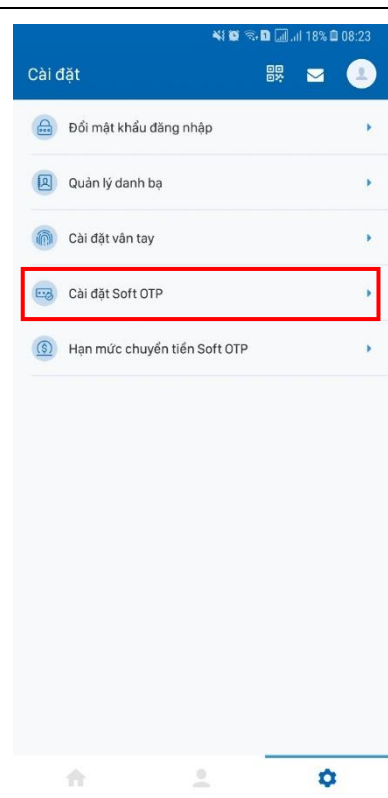 18% 08:23
Cài đặt
Đổi mật khẩu đăng nhập
Quản lý danh bạ
Cài đặt vân tay
Cài đặt Soft OTP
Hạn mức chuyển tiền Soft OTP